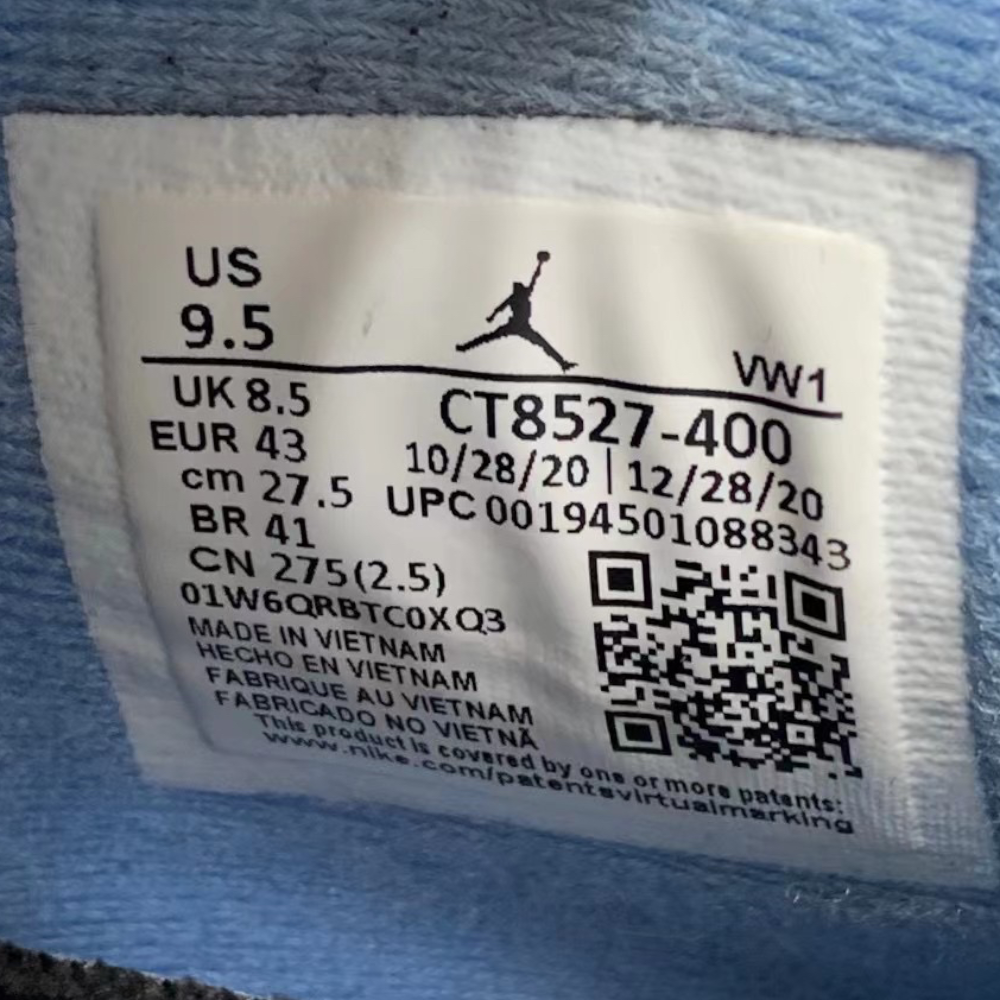 US
9.5
VW1
UK 8.5
CT8527-400
EUR 43
10/28/20 | 12/28/20
cm 27.5
UPC 00194501088343
BR 41
CN 275(2.5)
01W6QRBTC0XQ3
MADE IN VIETNAM
HECHO EN VIETNAM
FABRIQUE AU VIETNAM
FABRICADO NO VIETNÃ
This product is covered by one or more patents:
www.nike.com/patentsvirtualmarking